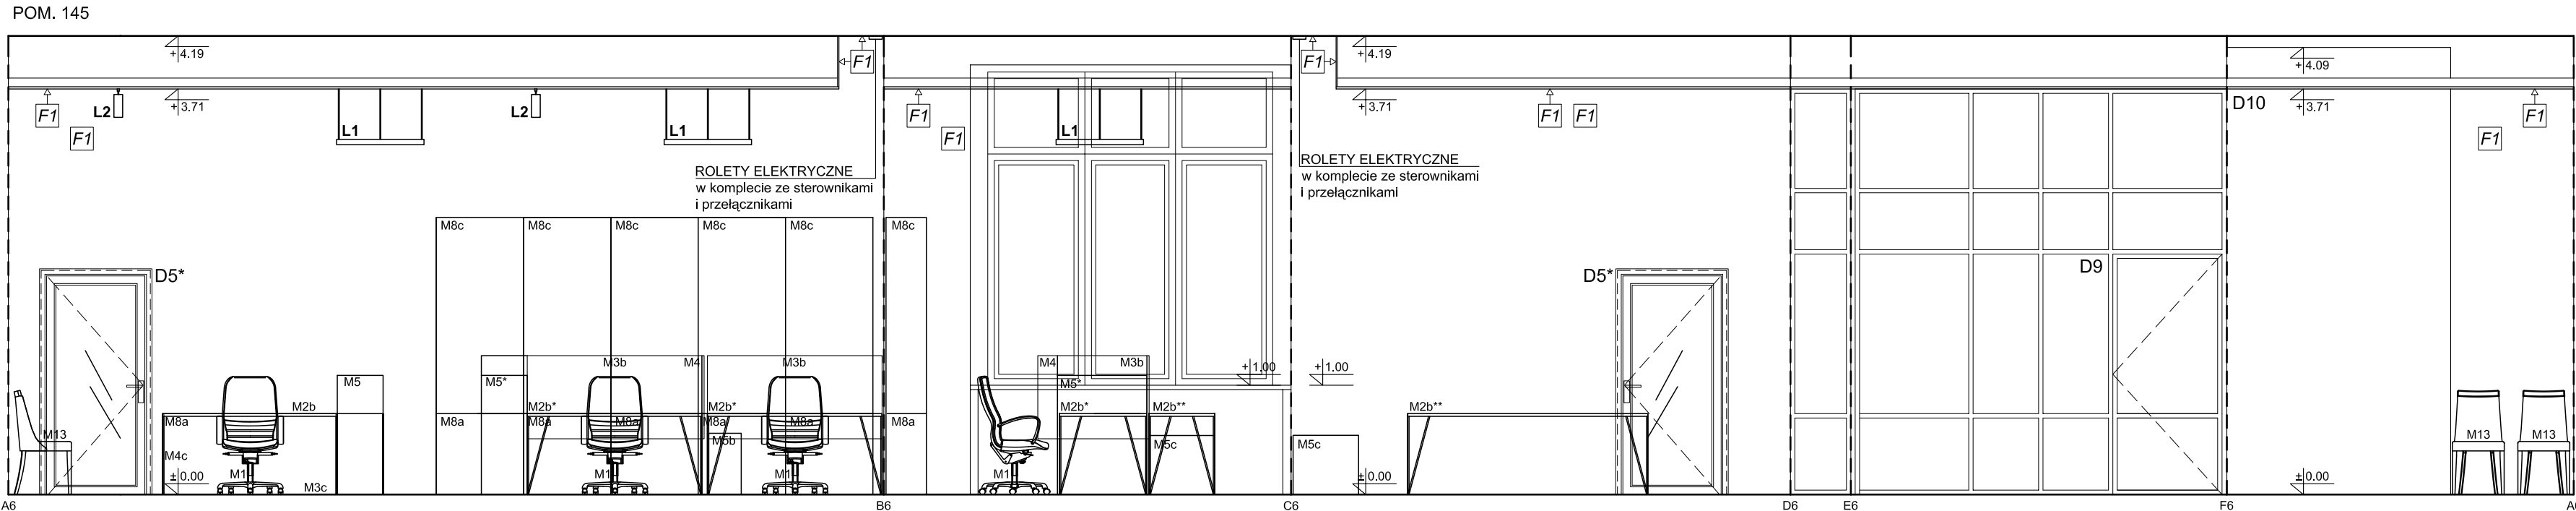 POM. 145
+4.19
F1
F1
+4.19
+4.09
F1
L2
+3.71
L2
F1
+3.71
F1
F1
D10
+3.71
F1
F1
L1
L1
F1
L1
F1
ROLETY ELEKTRYCZNE
w komplecie ze sterownikami
i przełącznikami
ROLETY ELEKTRYCZNE
w komplecie ze sterownikami
i przełącznikami
M8c
M8c
M8c
M8c
M8c
M8c
D5*
D5*
D9
M3b
M4
M3b
M4
M3b
+1.00
+1.00
M5
M5*
M5*
M2b
M2b*
M2b*
M2b*
M2b**
M2b**
M8a
M8a
M8a
M8a
M8a
M8a
M13
M5b
M5c
M5c
M13
M13
M4c
±0.00
M1
M3c
M1
M1
M1
±0.00
±0.00
A6
B6
C6
D6
E6
F6